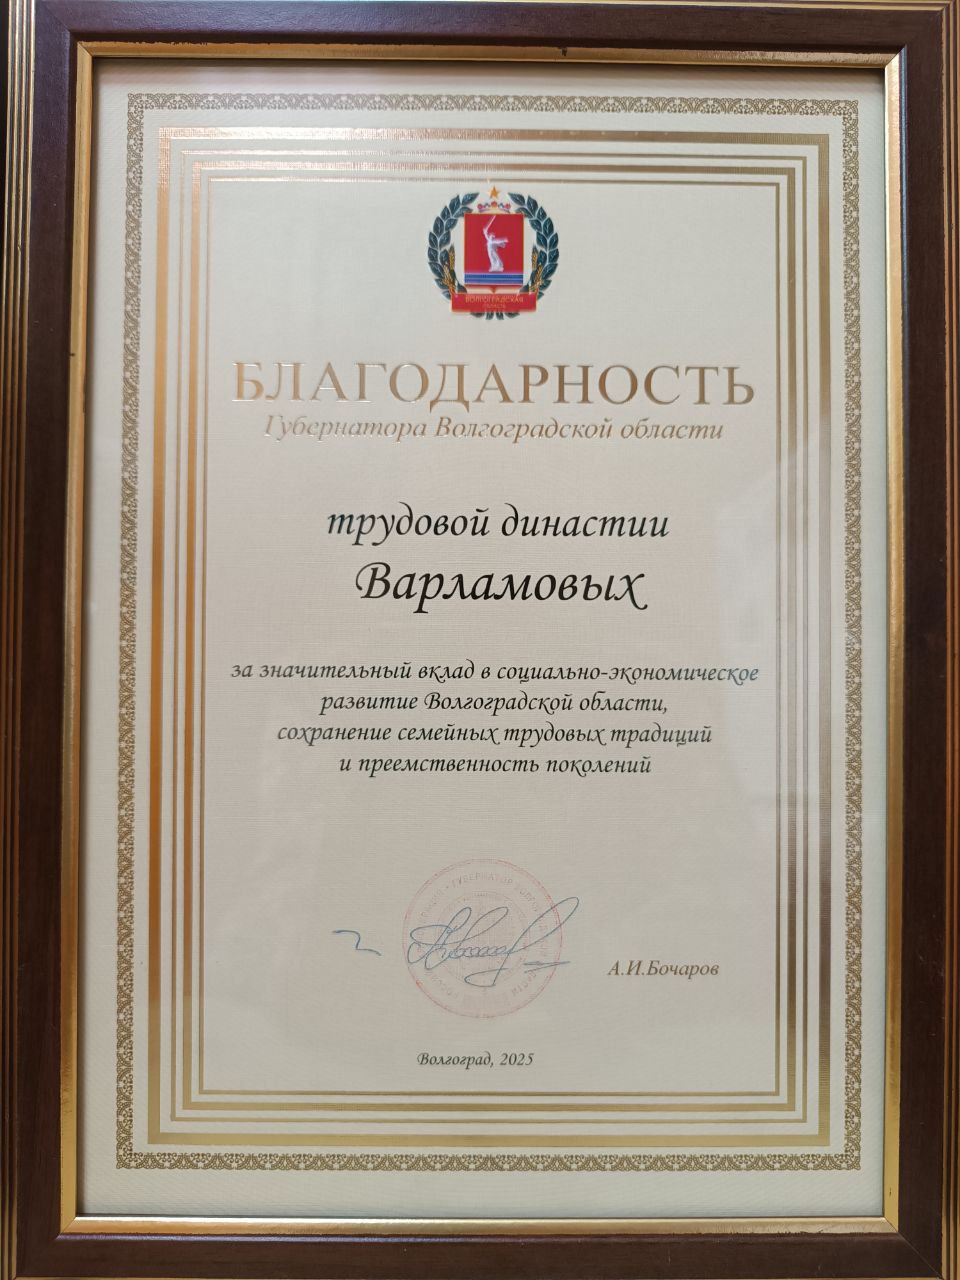 ВОЛГОГРАДСКАЯ
ОБЛАСТЬ
БЛАГОДАРНОСТЬ
Губернатора Волгоградской области
трудовой династии
Варламовых
за значительный вклад в социально-экономическое
развитие Волгоградской области,
сохранение семейных трудовых традиций
и преемственность поколений
ГУБЕРНАТОР
А.И.Бочаров
Волгоград, 2025